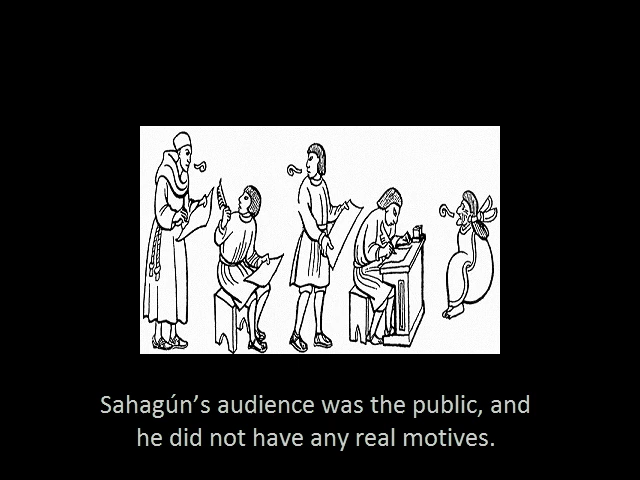 Sahagún’s audience was the public, and
he did not have any real motives.